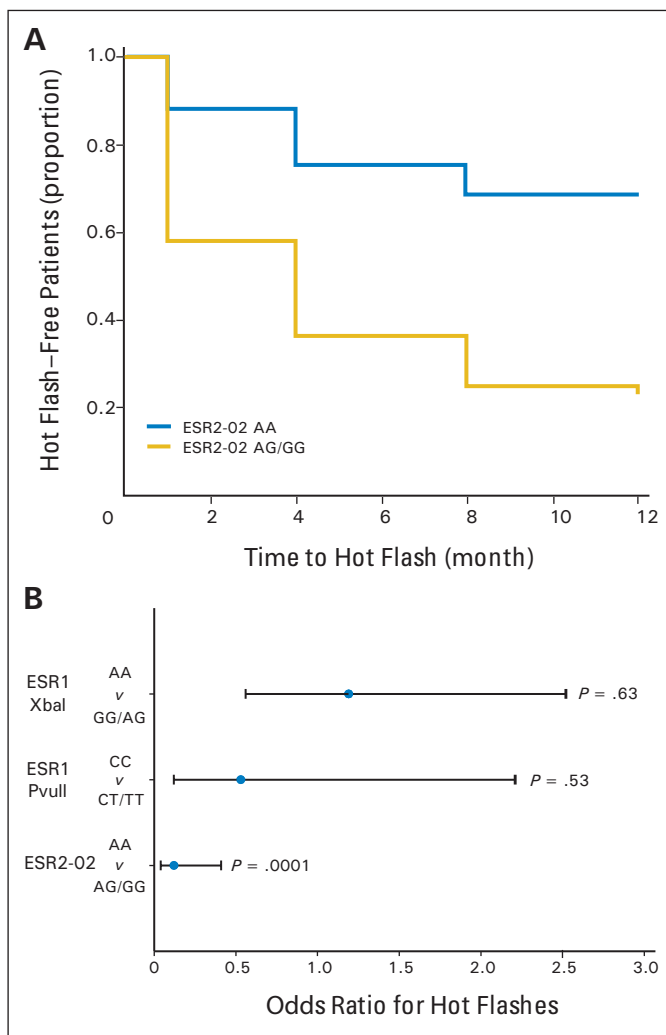 A
Hot Flash–Free Patients (proportion)
1.0
0.8
0.6
0.4
0.2
ESR2-02 AA
ESR2-02 AG/GG
0 2 4 6 8 10 12
Time to Hot Flash (month)
B
ESR1
XbaI
AA
v
GG/AG
P = .63
ESR1
PvuII
CC
v
CT/TT
P = .53
ESR2-02
AA
v
AG/GG
P = .0001
0 0.5 1.0 1.5 2.0 2.5 3.0
Odds Ratio for Hot Flashes